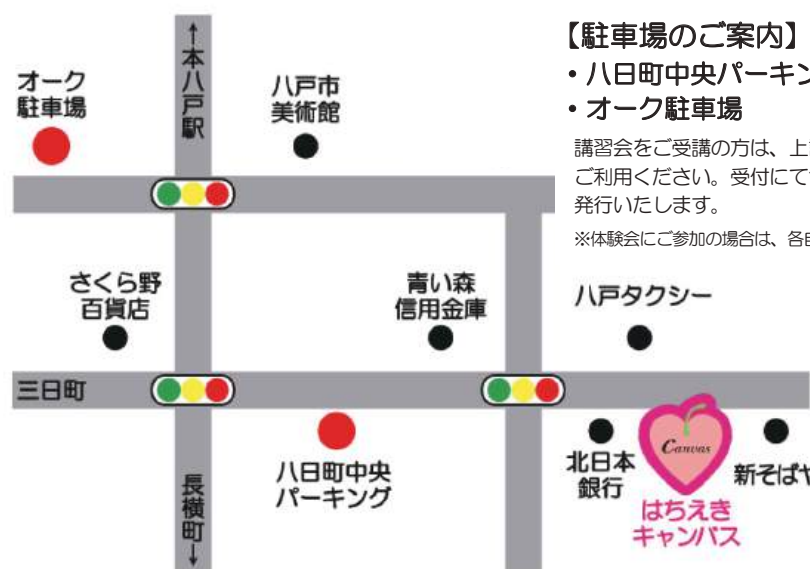 ←本八戸駅
オーク
駐車場
八戸市
美術館
【駐車場のご案内】
・八日町中央パーキン
・オーク駐車場
講習会をご受講の方は、上
ご利用ください。受付にて
発行いたします。
※体験会にご参加の場合は、各自
さくら野
百貨店
青い森
信用金庫
八戸タクシー
三日町
八日町中央
パーキング
長横町→
北日本
銀行
Canvas
新そばや
はちえき
キャンパス